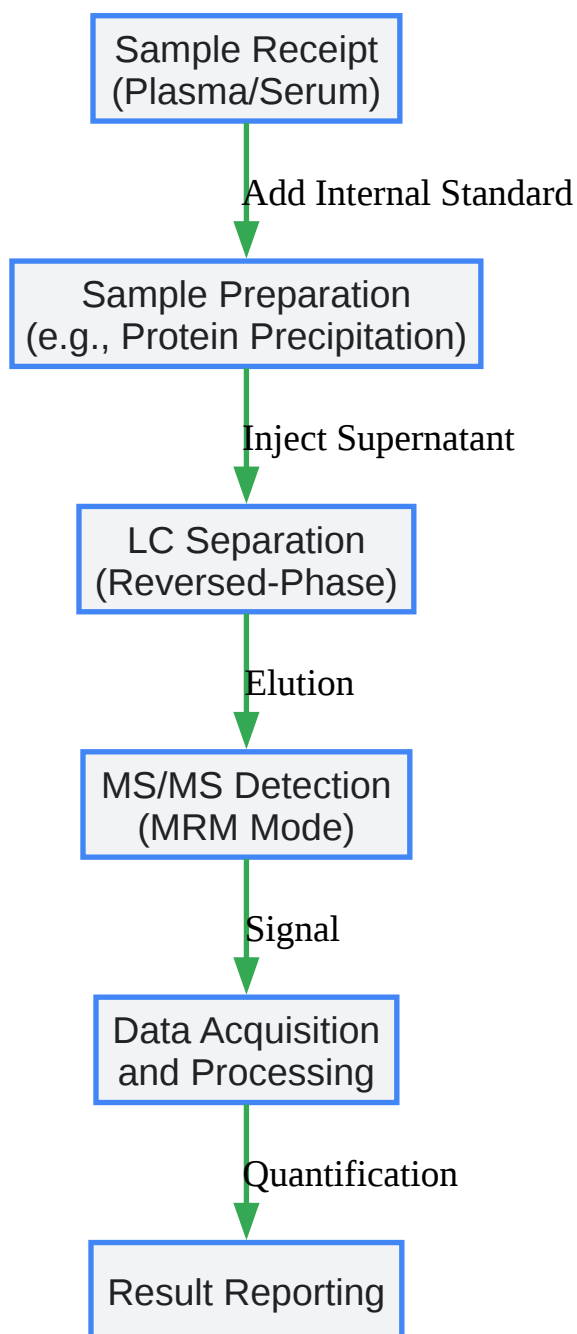 Sample Receipt
(Plasma/Serum)
Add Internal Standard
Sample Preparation
(e.g., Protein Precipitation)
Inject Supernatant
LC Separation
(Reversed-Phase)
Elution
MS/MS Detection
(MRM Mode)
Signal
Data Acquisition
and Processing
Quantification
Result Reporting